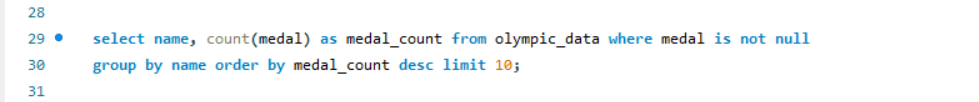 28
29 select name, count(medal) as medal_count from olympic_data where medal is not null
30 group by name order by medal_count desc limit 10;
31